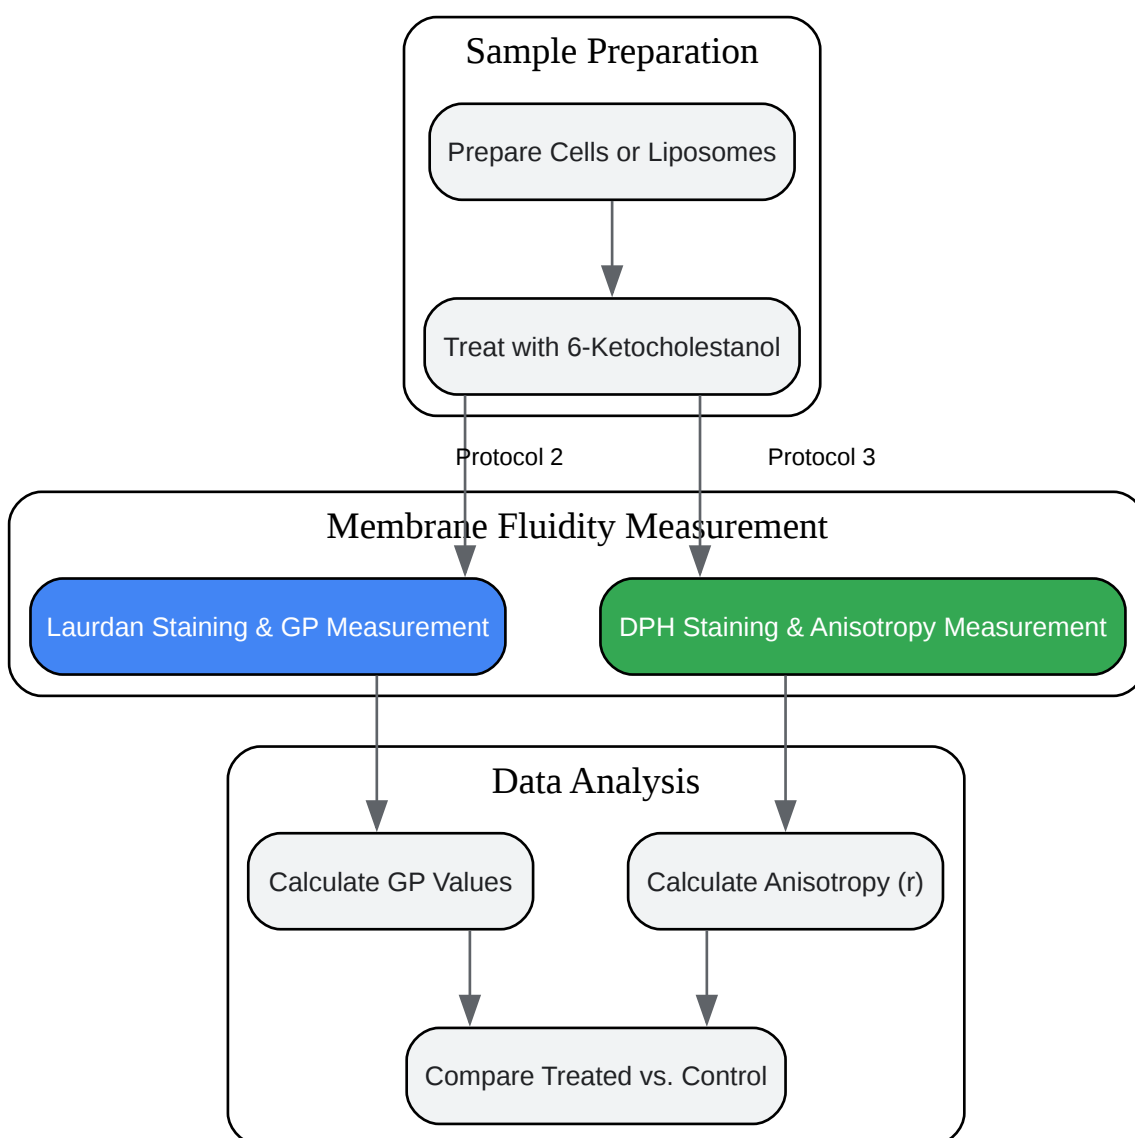 Sample Preparation
Prepare Cells or Liposomes
Treat with 6-Ketocholestanol
Protocol 2
Protocol 3
Membrane Fluidity Measurement
Laurdan Staining & GP Measurement
DPH Staining & Anisotropy Measurement
Data Analysis
Calculate GP Values
Calculate Anisotropy (r)
Compare Treated vs. Control